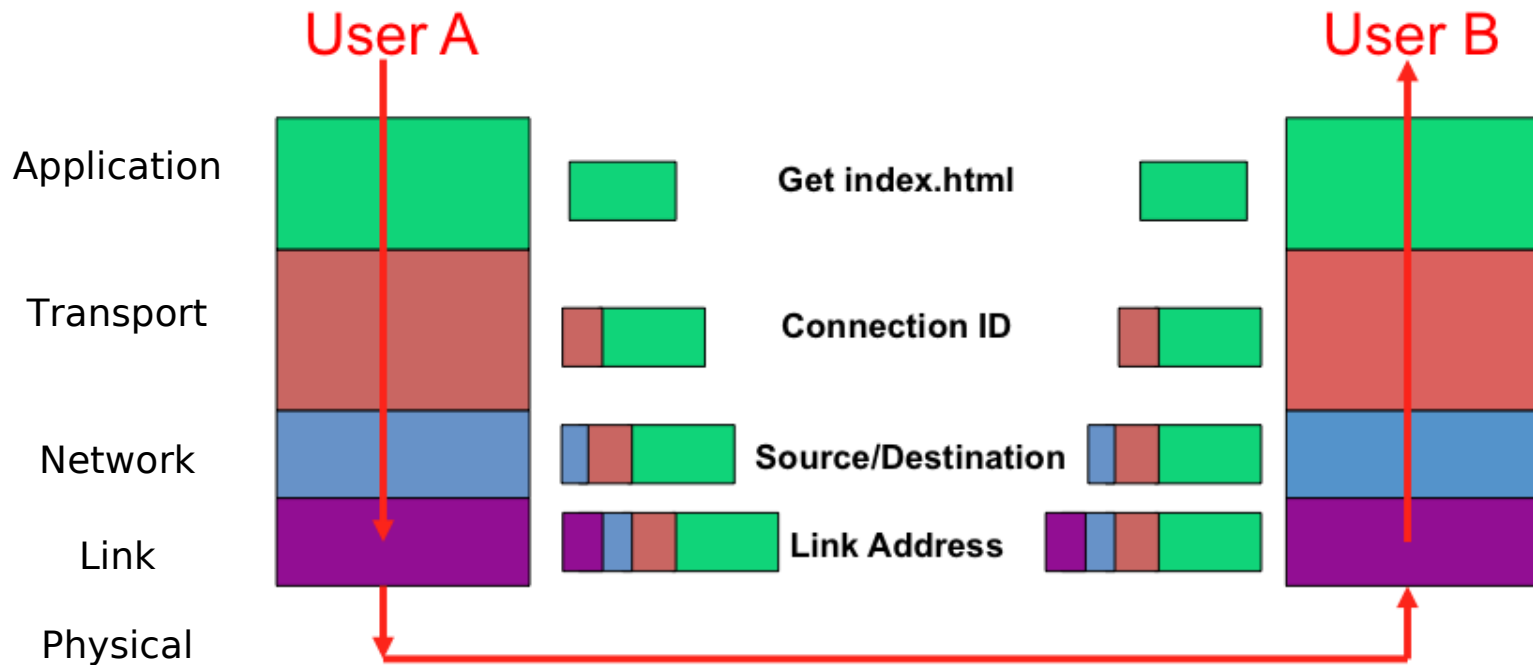 User A
User B
Application
Get index.html
Transport
Connection ID
Network
Source/Destination
Link
Link Address
Physical